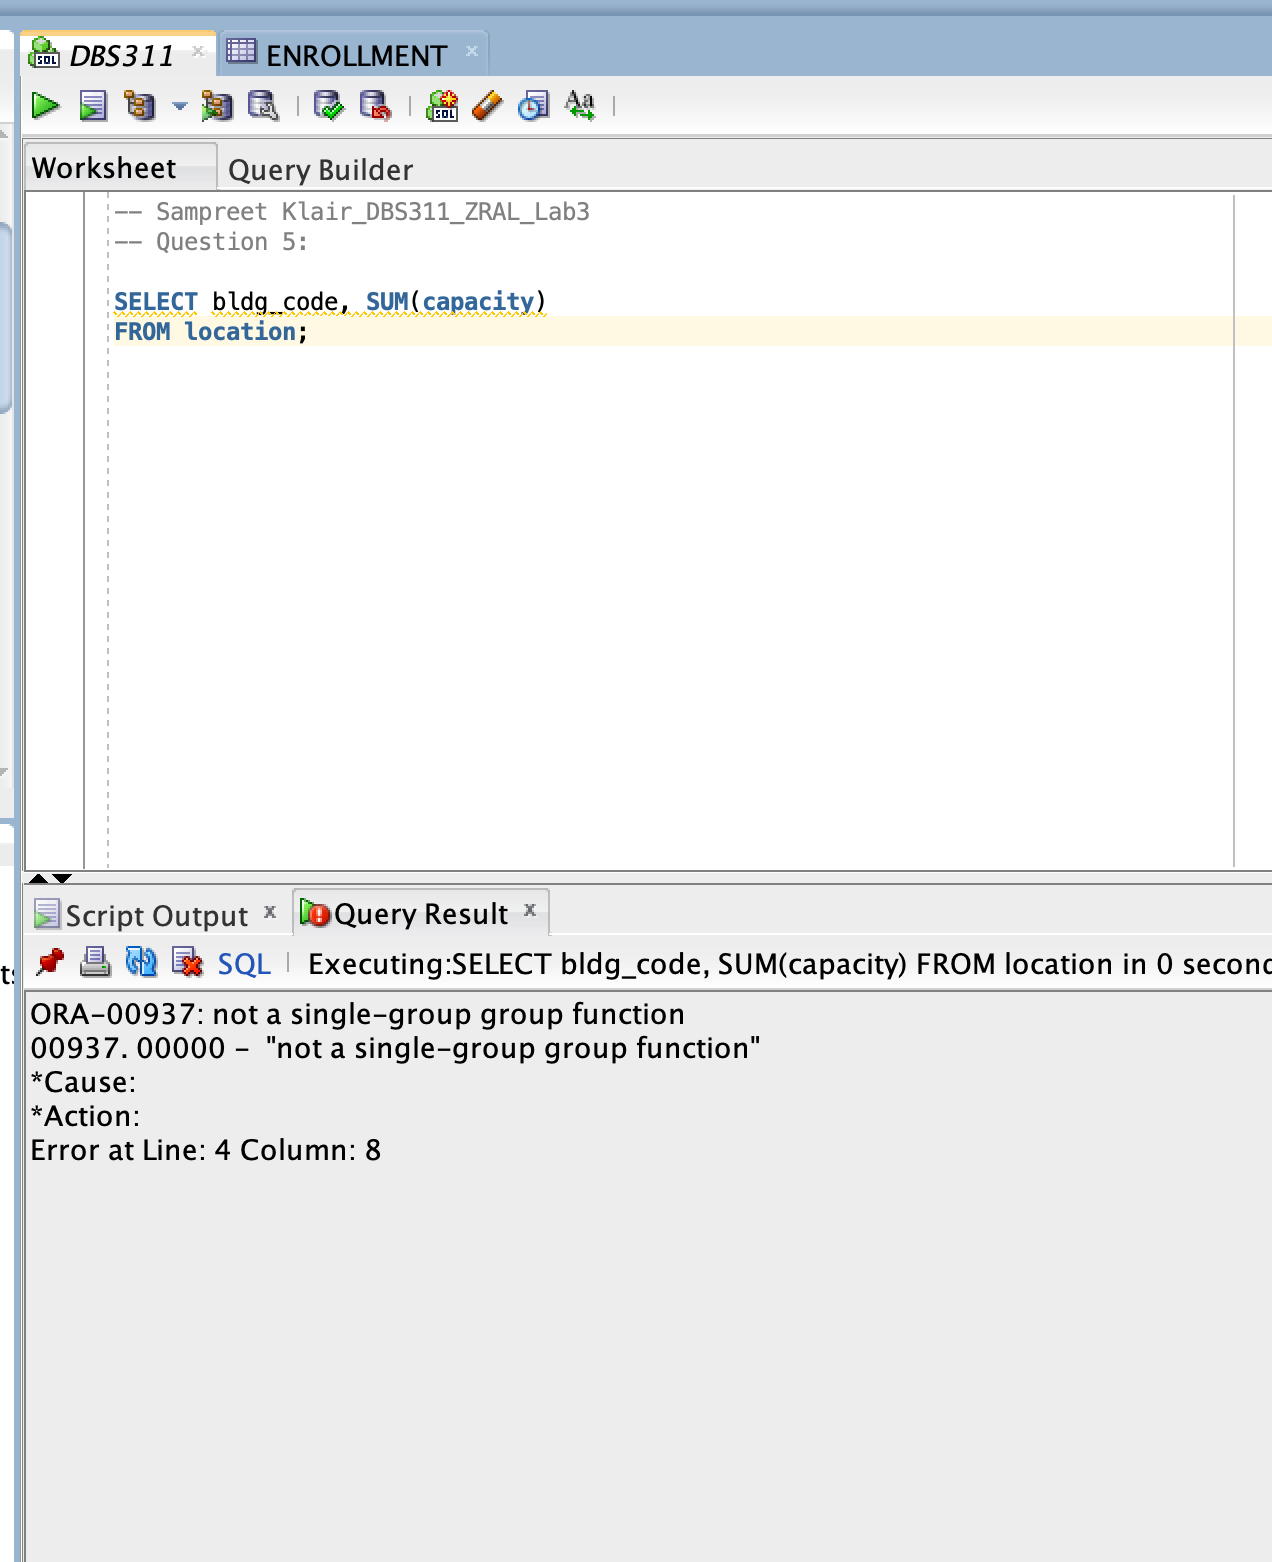 DBS311 x ENROLLMENT x
Worksheet Query Builder
-- Sampreet Klair_DBS311_ZRAL_Lab3
-- Question 5:
SELECT bldg_code, SUM(capacity)
FROM location;
Script Output x Query Result x
SQL Executing:SELECT bldg_code, SUM(capacity) FROM location in 0 second
ORA-00937: not a single-group group function
00937. 00000 - "not a single-group group function"
*Cause:
*Action:
Error at Line: 4 Column: 8